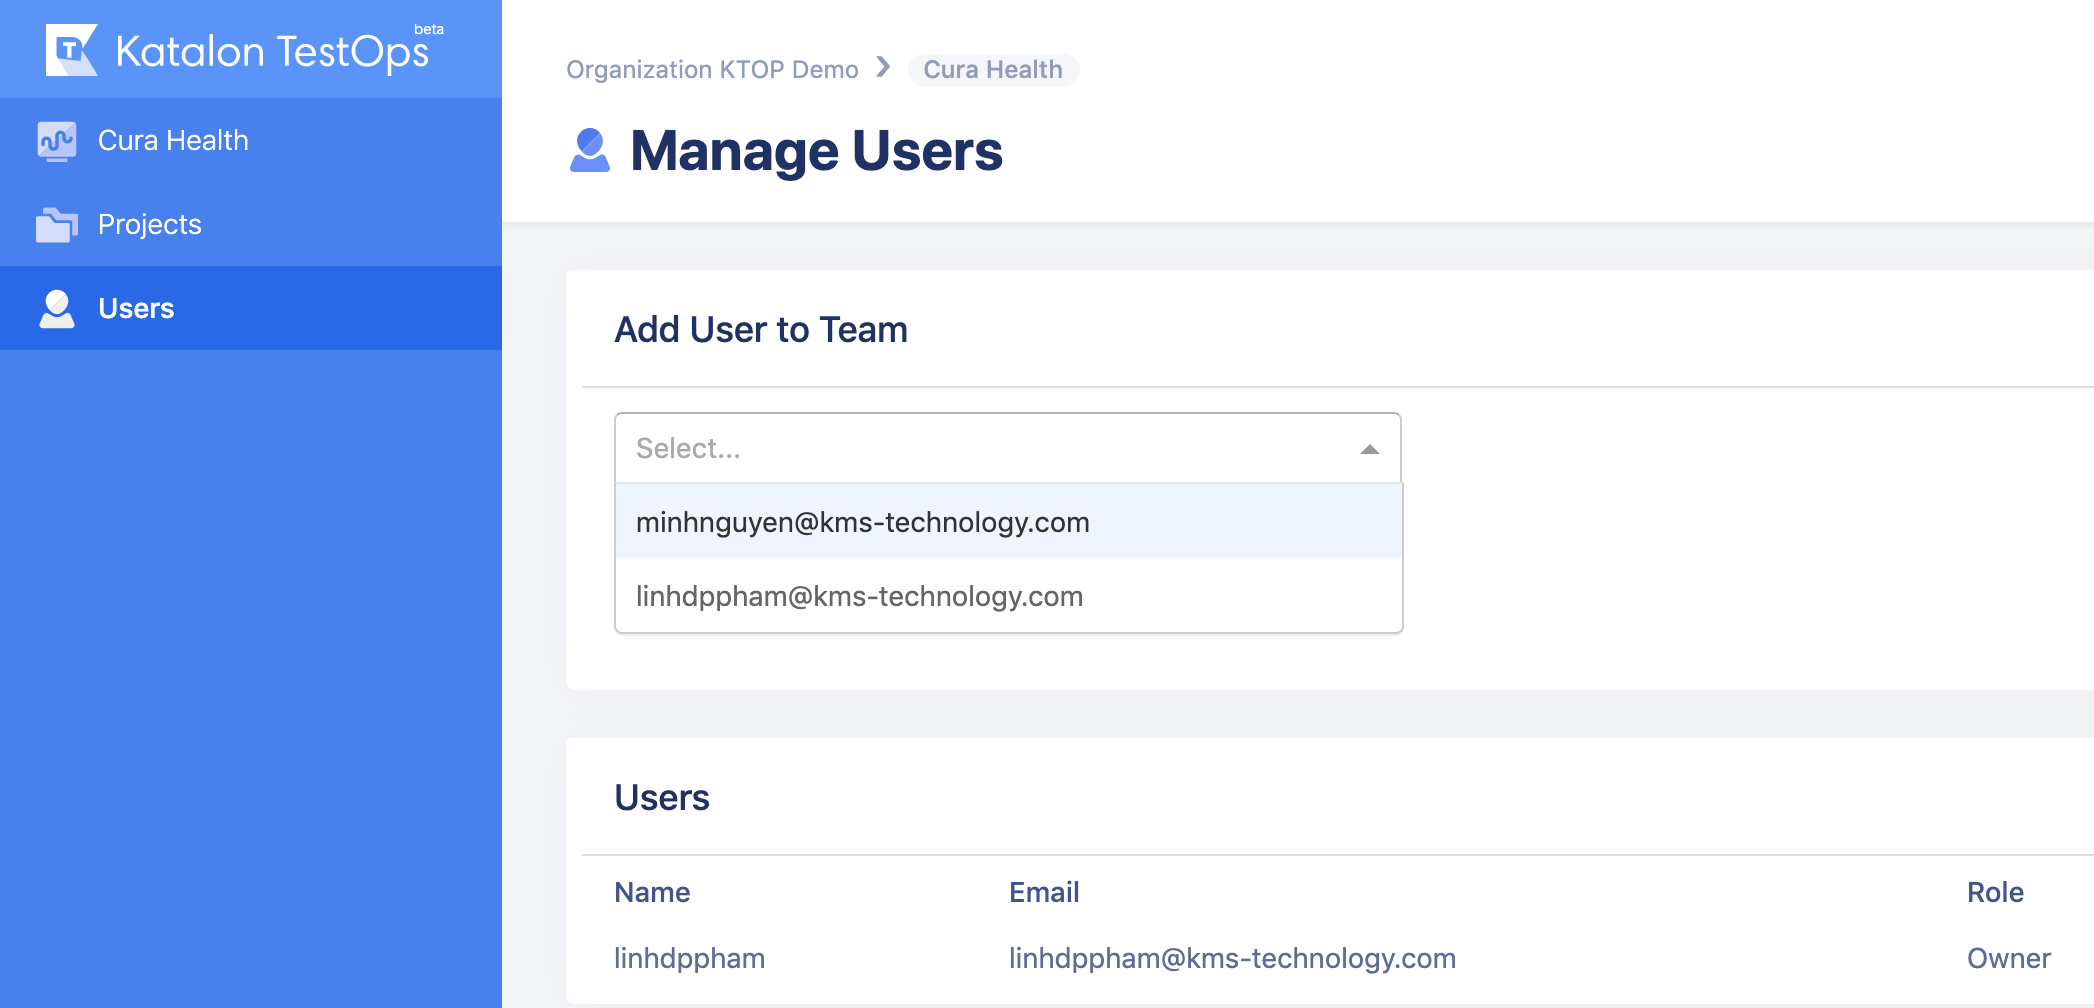 Katalon TestOps beta
Cura Health
Projects
Users
Organization KTOP Demo > Cura Health
Manage Users
Add User to Team
Select...
minhnguyen@kms-technology.com
linhdppham@kms-technology.com
Users
Name Email Role
linhdppham linhdppham@kms-technology.com Owner